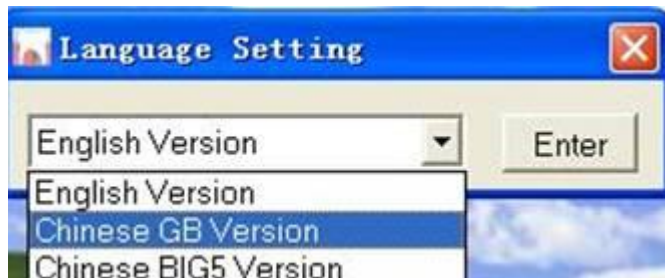 Language Setting
English Version
Enter
English Version
Chinese GB Version
Chinese BIG5 Version